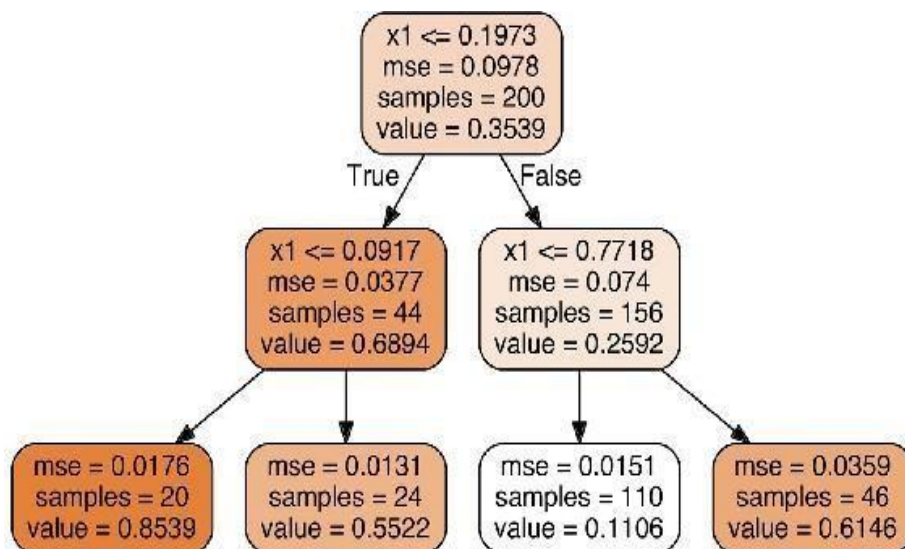 x1 <= 0.1973
mse = 0.0978
samples = 200
value = 0.3539
True
False
x1 <= 0.0917
mse = 0.0377
samples = 44
value = 0.6894
x1 <= 0.7718
mse = 0.074
samples = 156
value = 0.2592
mse = 0.0176
samples = 20
value = 0.8539
mse = 0.0131
samples = 24
value = 0.5522
mse = 0.0151
samples = 110
value = 0.1106
mse = 0.0359
samples = 46
value = 0.6146